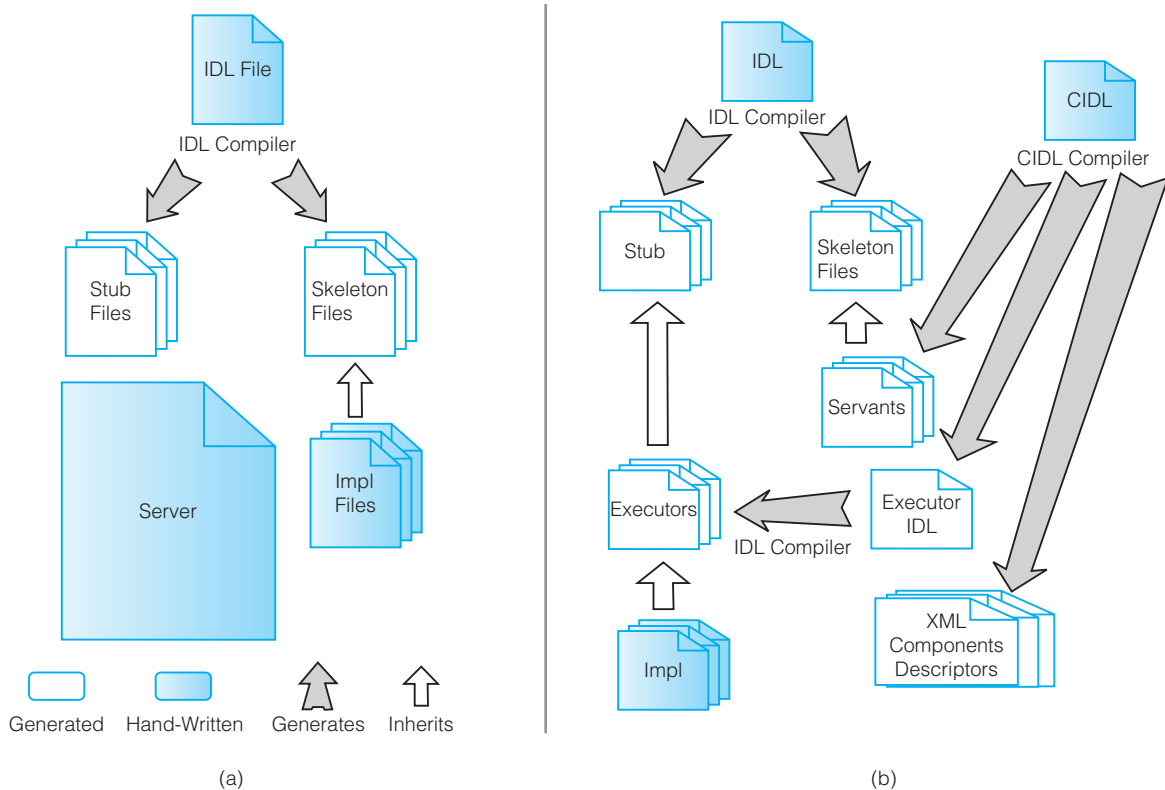 IDL File
IDL Compiler
Stub
Files
Skeleton
Files
Server
Impl
Files
Generated
Hand-Written
Generates
Inherits
(a)
IDL
IDL Compiler
CIDL
CIDL Compiler
Stub
Skeleton
Files
Servants
Executors
IDL Compiler
Executor
IDL
XML
Components
Descriptors
Impl
(b)